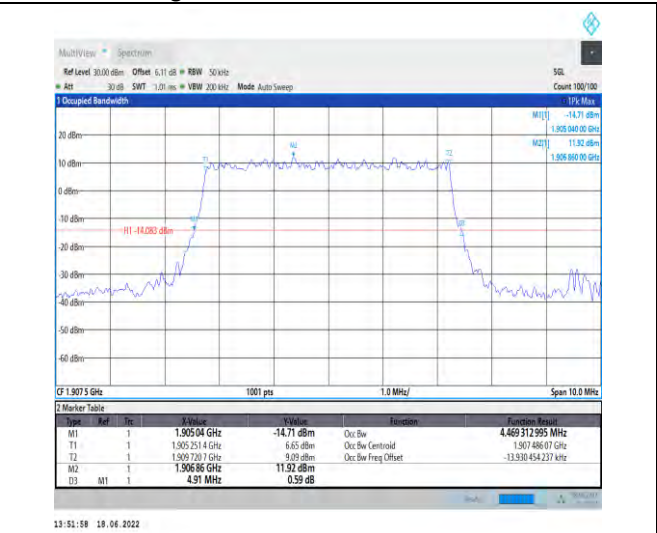 MultiView Spectrum
Ref Level 30.00 dBm Offset 6.11 dB RBW 50 kHz SGL
Att 30 dB SWT 1.01 ms VBW 200 kHz Mode Auto Sweep Count 100/100
1 Occupied Bandwidth 1Pk Max
M1[1] -14.71 dBm
1.905 040 00 GHz
M2[1] 11.92 dBm
1.906 860 00 GHz
20 dBm
M2
T1 T2
10 dBm
0 dBm
-10 dBm
H1 -14.080 dBm
-20 dBm
-30 dBm
-40 dBm
-50 dBm
-60 dBm
CF 1.907 5 GHz 1001 pts 1.0 MHz/ Span 10.0 MHz
2 Marker Table
Type Ref Trc X-Value Y-Value Function Function Result
M1 1 1.905 04 GHz -14.71 dBm Occ Bw 4.469 312 995 MHz
T1 1 1.905 251 4 GHz 6.65 dBm Occ Bw Centroid 1.907 486 07 GHz
T2 1 1.909 720 7 GHz 9.09 dBm Occ Bw Freq Offset -13.930 454 237 kHz
M2 1 1.906 86 GHz 11.92 dBm
D3 M1 1 4.91 MHz 0.59 dB
13:51:58 18.06.2022